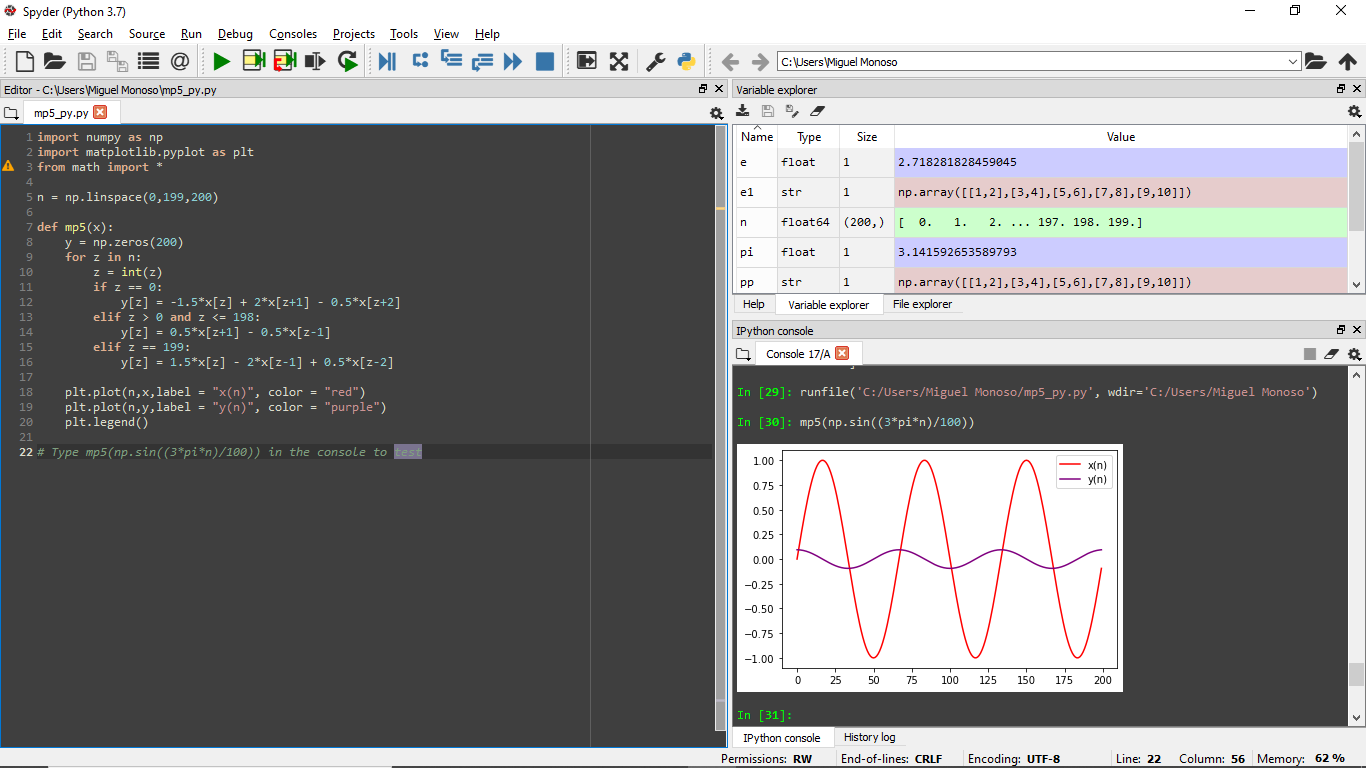 Spyder (Python 3.7)
File Edit Search Source Run Debug Consoles Projects Tools View Help
C:\Users\Miguel Monoso
Editor - C:\Users\Miguel Monoso\mp5_py.py
mp5_py.py
1 import numpy as np
2 import matplotlib.pyplot as plt
3 from math import *
4
5 n = np.linspace(0,199,200)
6
7 def mp5(x):
8 y = np.zeros(200)
9 for z in n:
10 z = int(z)
11 if z == 0:
12 y[z] = -1.5*x[z] + 2*x[z+1] - 0.5*x[z+2]
13 elif z > 0 and z <= 198:
14 y[z] = 0.5*x[z+1] - 0.5*x[z-1]
15 elif z == 199:
16 y[z] = 1.5*x[z] - 2*x[z-1] + 0.5*x[z-2]
17
18 plt.plot(n,x,label = "x(n)", color = "red")
19 plt.plot(n,y,label = "y(n)", color = "purple")
20 plt.legend()
21
22 # Type mp5(np.sin((3*pi*n)/100)) in the console to test
Variable explorer
Name Type Size Value
e float 1 2.718281828459045
e1 str 1 np.array([[1,2],[3,4],[5,6],[7,8],[9,10]])
n float64 (200,) [ 0. 1. 2. ... 197. 198. 199.]
pi float 1 3.141592653589793
pp str 1 np.array([[1,2],[3,4],[5,6],[7,8],[9,10]])
Help Variable explorer File explorer
IPython console
Console 17/A
In [29]: runfile('C:/Users/Miguel Monoso/mp5_py.py', wdir='C:/Users/Miguel Monoso')
In [30]: mp5(np.sin((3*pi*n)/100))
x(n)
y(n)
1.00
0.75
0.50
0.25
0.00
−0.25
−0.50
−0.75
−1.00
0 25 50 75 100 125 150 175 200
In [31]:
IPython console History log
Permissions: RW End-of-lines: CRLF Encoding: UTF-8 Line: 22 Column: 56 Memory: 62 %